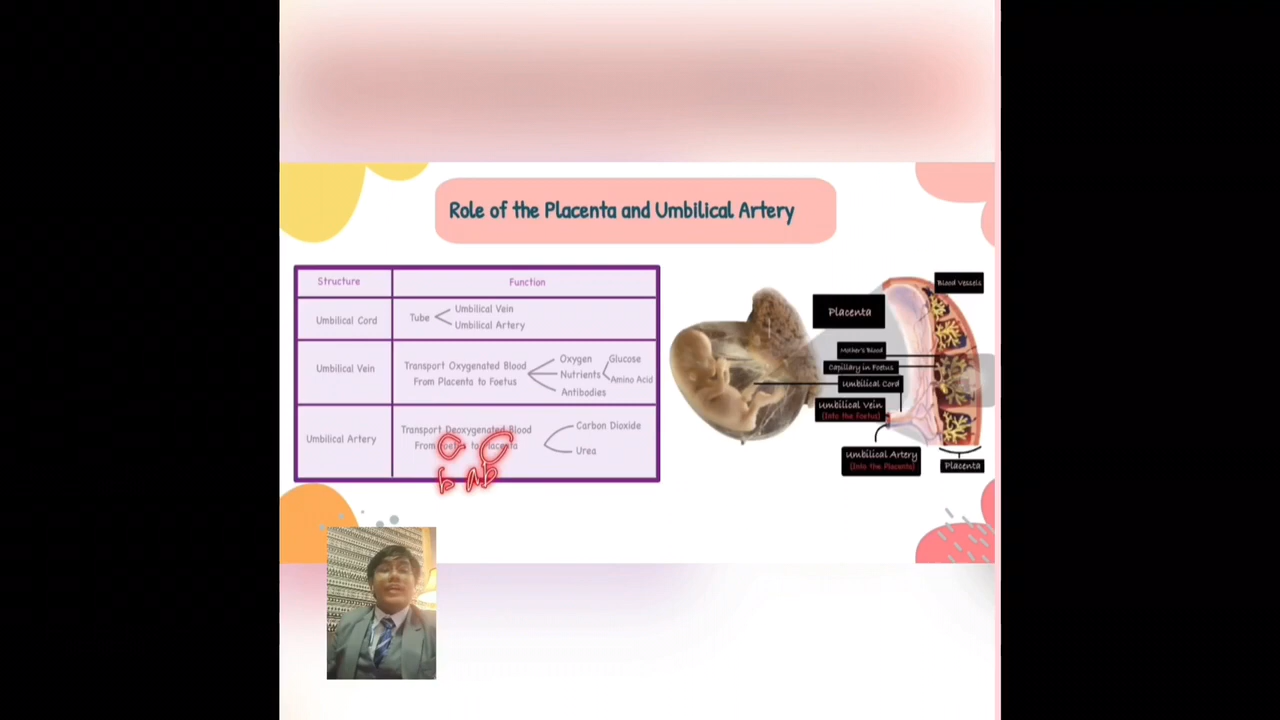 Role of the Placenta and Umbilical Artery
Structure
Function
Umbilical Cord
Tube
Umbilical Vein
Umbilical Artery
Umbilical Vein
Transport Oxygenated Blood
From Placenta to Foetus
Oxygen
Nutrients
Antibodies
Glucose
Amino Acid
Umbilical Artery
Transport Deoxygenated Blood
From Foetus to Placenta
Carbon Dioxide
Urea
b ab
Blood Vessels
Placenta
Mother's Blood
Capillary in Foetus
Umbilical Cord
Umbilical Vein
(Into the Foetus)
Umbilical Artery
(Into the Placenta)
Placenta